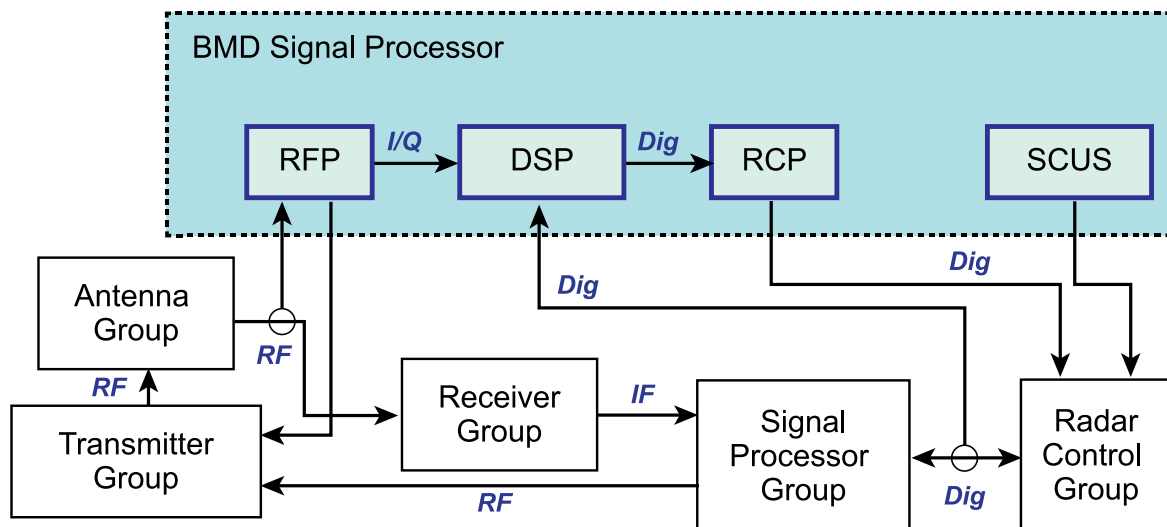 BMD Signal Processor
I/Q
Dig
RFP
DSP
RCP
SCUS
Antenna
Group
Dig
Dig
RF
RF
Receiver
Group
IF
Signal
Processor
Group
Radar
Control
Group
Transmitter
Group
RF
Dig